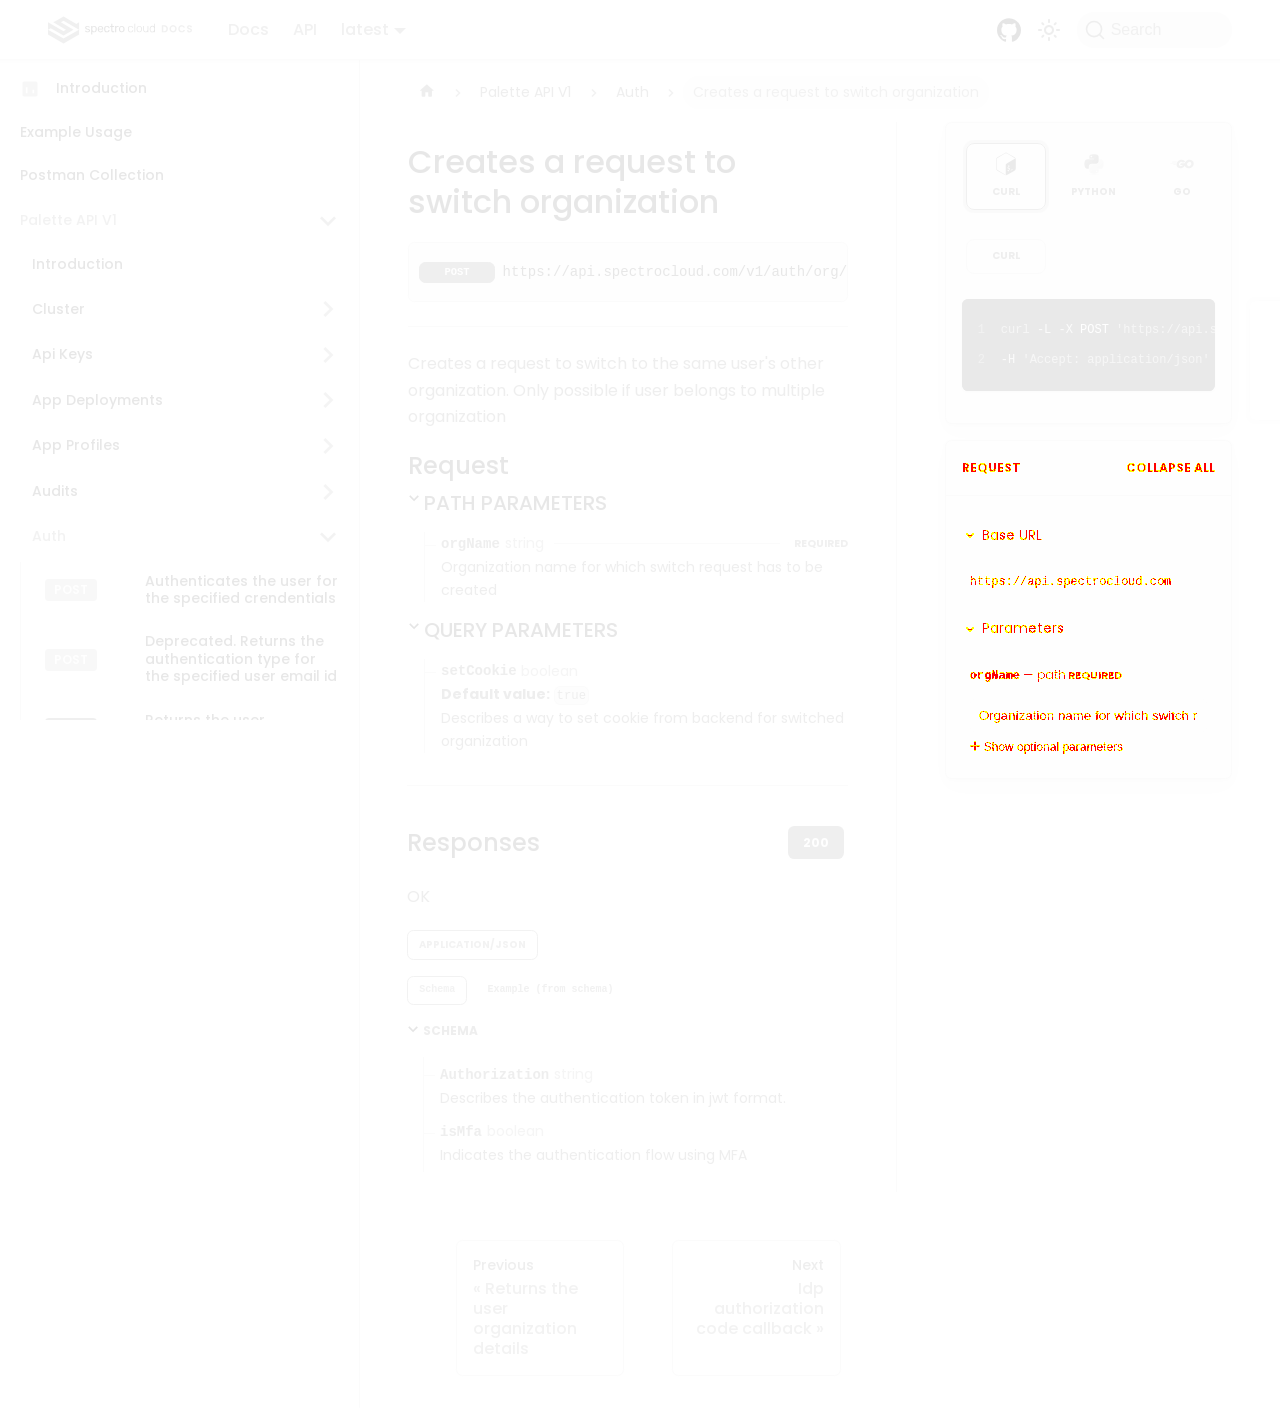 spectro cloud DOCS
Docs API latest
Search
Introduction
Example Usage
Postman Collection
Palette API V1
Introduction
Cluster
Api Keys
App Deployments
App Profiles
Audits
Auth
POST Authenticates the user for
the specified crendentials
POST Deprecated. Returns the
authentication type for
the specified user email id
Returns the user
Palette API V1 › Auth › Creates a request to switch organization
Creates a request to
switch organization
POST https://api.spectrocloud.com/v1/auth/org/
Creates a request to switch to the same user's other
organization. Only possible if user belongs to multiple
organization
Request
PATH PARAMETERS
orgName string REQUIRED
Organization name for which switch request has to be
created
QUERY PARAMETERS
setCookie boolean
Default value: true
Describes a way to set cookie from backend for switched
organization
Responses 200
OK
APPLICATION/JSON
Schema Example (from schema)
SCHEMA
Authorization string
Describes the authentication token in jwt format.
isMfa boolean
Indicates the authentication flow using MFA
Previous
« Returns the
user
organization
details
Next
Idp
authorization
code callback »
CURL PYTHON GO
CURL
1 curl -L -X POST 'https://api.s
2 -H 'Accept: application/json'
REQUEST COLLAPSE ALL
Base URL
https://api.spectrocloud.com
Parameters
orgName — path REQUIRED
Organization name for which switch r
Show optional parameters